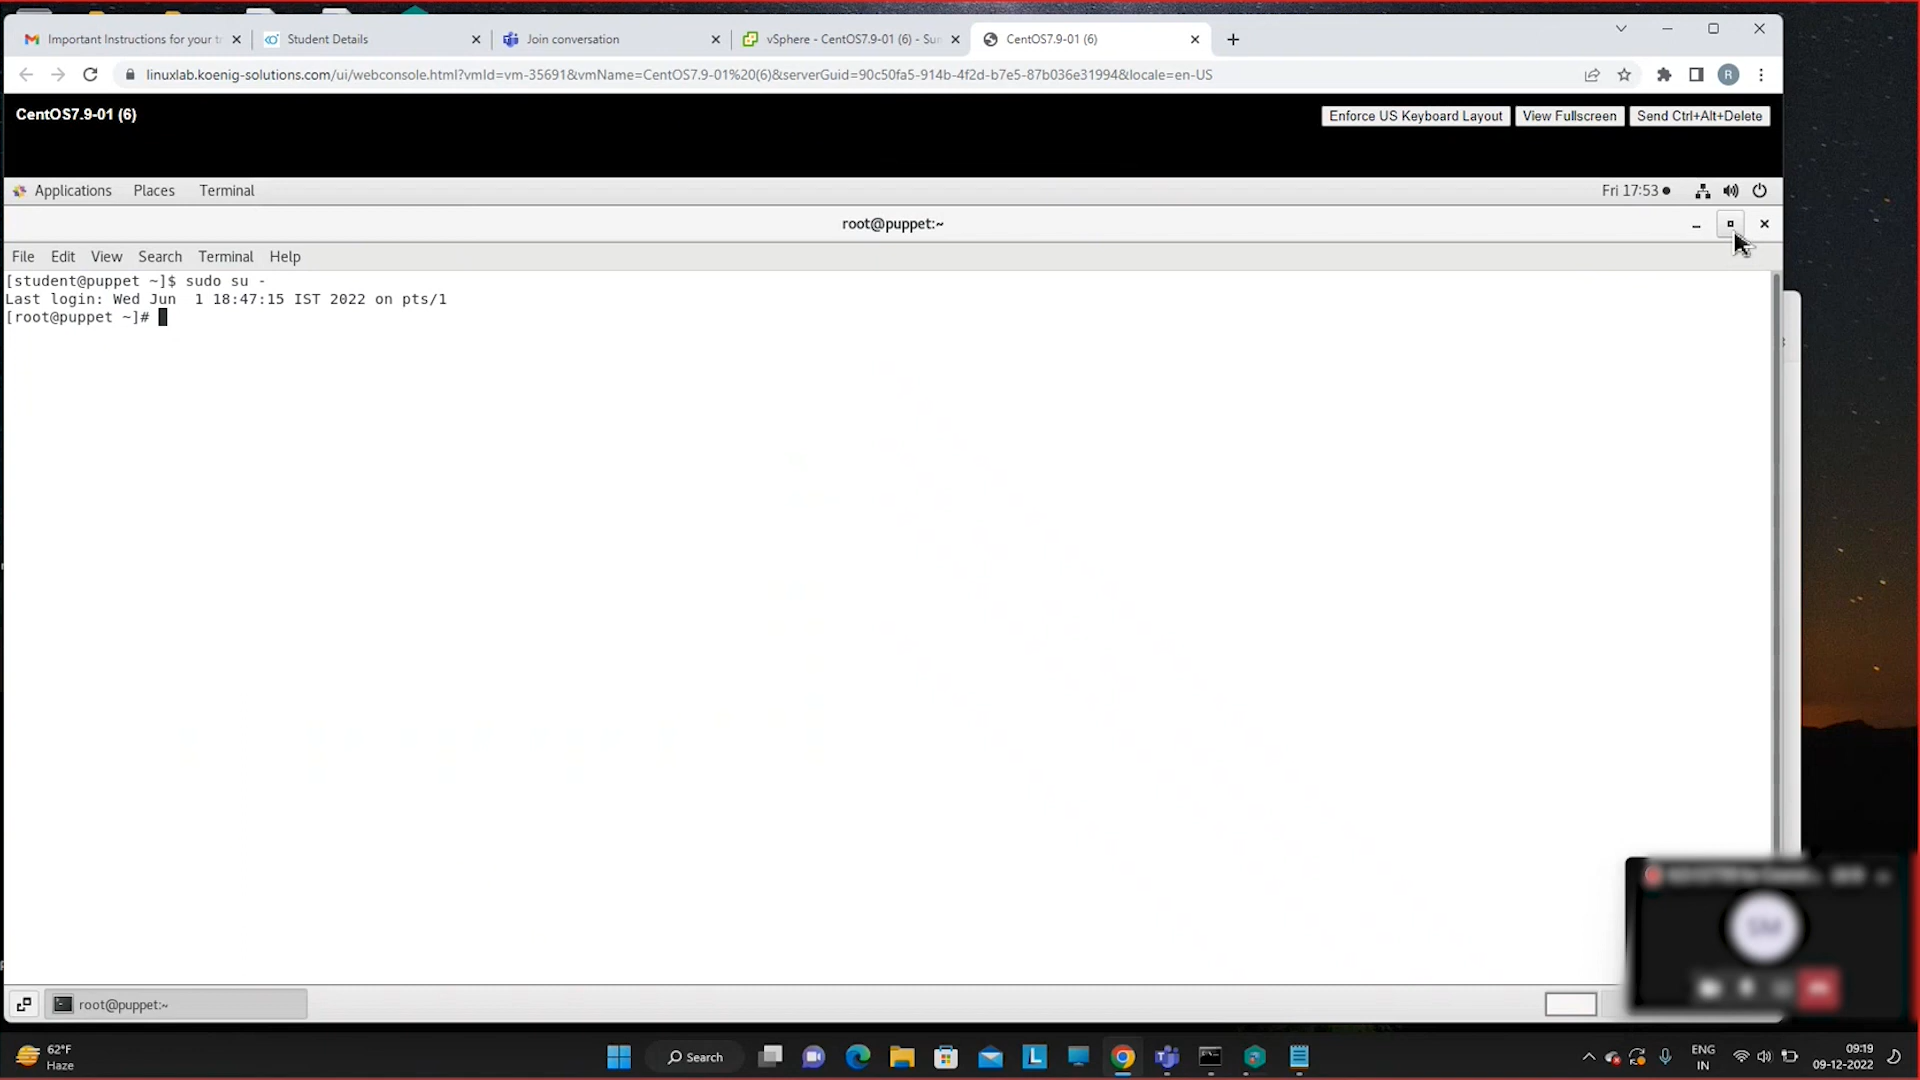 Important Instructions for your t
Student Details
Join conversation
vSphere - CentOS7.9-01 (6) - Sun
CentOS7.9-01 (6)
linuxlab.koenig-solutions.com/ui/webconsole.html?vmId=vm-35691&vmName=CentOS7.9-01%20(6)&serverGuid=90c50fa5-914b-4f2d-b7e5-87b036e31994&locale=en-US
R
CentOS7.9-01 (6)
Enforce US Keyboard Layout
View Fullscreen
Send Ctrl+Alt+Delete
Applications
Places
Terminal
Fri 17:53
root@puppet:~
File Edit View Search Terminal Help
[student@puppet ~]$ sudo su -
Last login: Wed Jun  1 18:47:15 IST 2022 on pts/1
[root@puppet ~]#
SM
root@puppet:~
62°F
Haze
Search
L
ENG
IN
09:19
09-12-2022